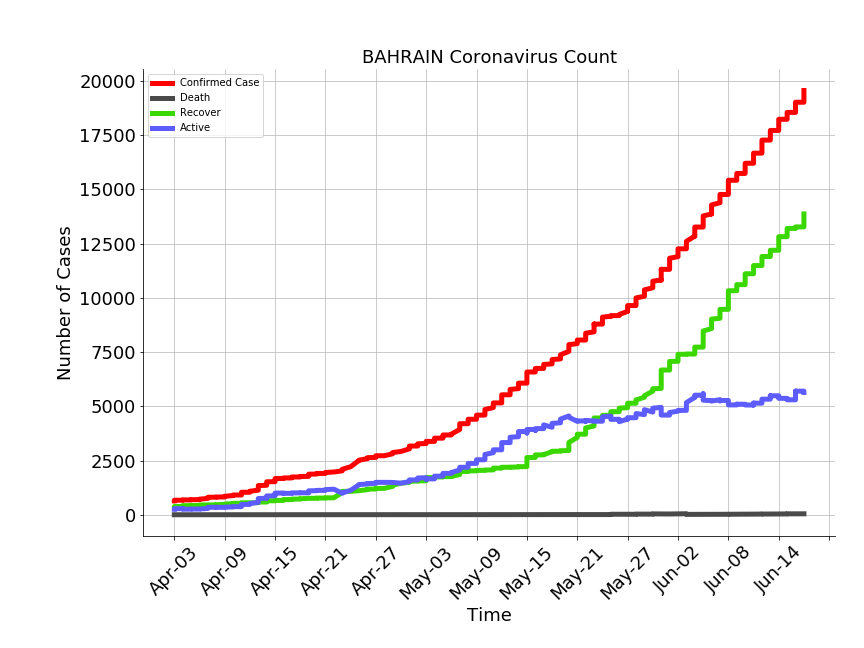 BAHRAIN Coronavirus Count
20000
17500
15000
12500
10000
7500
5000
2500
0
Number of Cases
Confirmed Case
Death
Recover
Active
Apr-03
Apr-09
Apr-15
Apr-21
Apr-27
May-03
May-09
May-15
May-21
May-27
Jun-02
Jun-08
Jun-14
Time